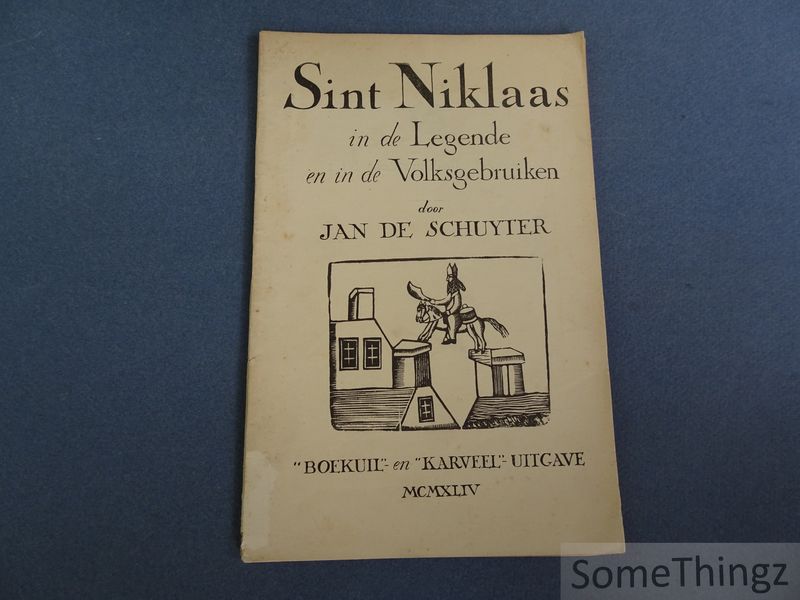 Sint Niklaas
in de Legende
en in de Volksgebruiken
door
JAN DE SCHUYTER
"BOEKUIL"- en "KARVEEL"- UITGAVE
MCMXLIV
SomeThingz